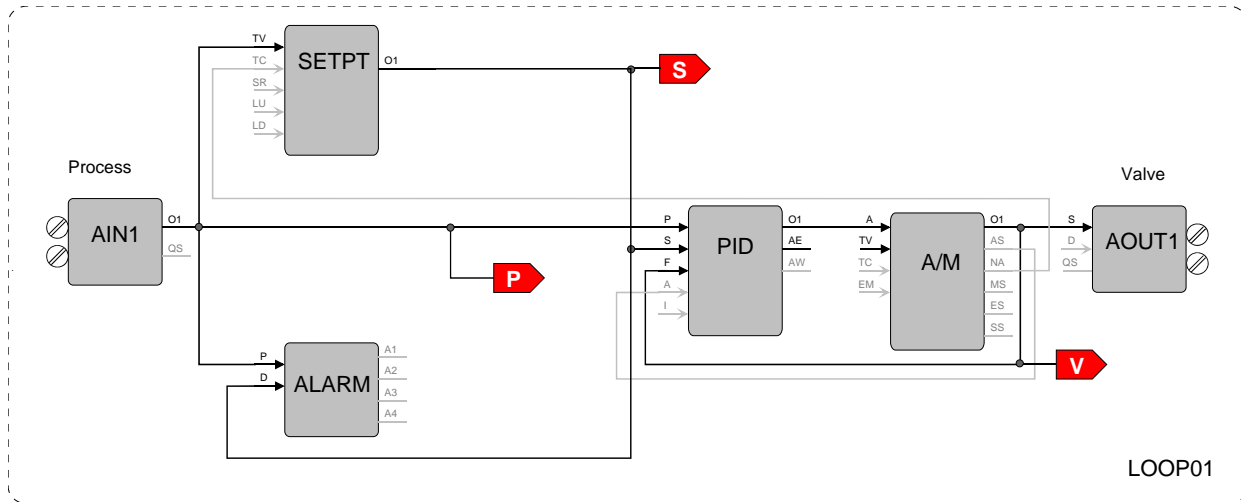 TV
TC
SR
LU
LD
SETPT
O1
S
Process
AIN1
O1
QS
P
P
S
F
A
I
PID
O1
AE
AW
A
TV
TC
EM
A/M
O1
AS
NA
MS
ES
SS
Valve
S
D
QS
AOUT1
P
D
ALARM
A1
A2
A3
A4
V
LOOP01